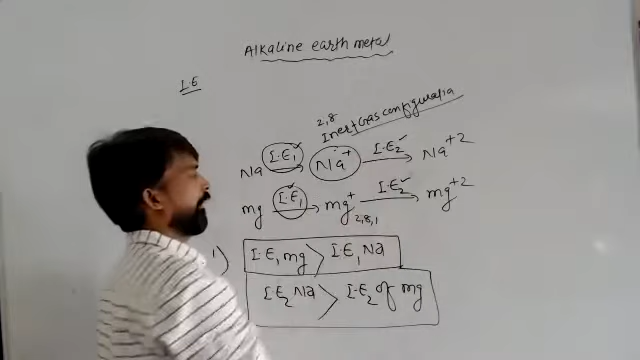 Alkaline earth metal
I.E
2,8
Inert Gas configuratia
Na I.E₁ → Na⁺ I.E₂ → Na⁺²
mg I.E₁ → mg⁺ I.E₂ → mg⁺²
2,8,1
1) I.E₁ mg > I.E₁ Na
I.E₂ Na > I.E₂ of mg